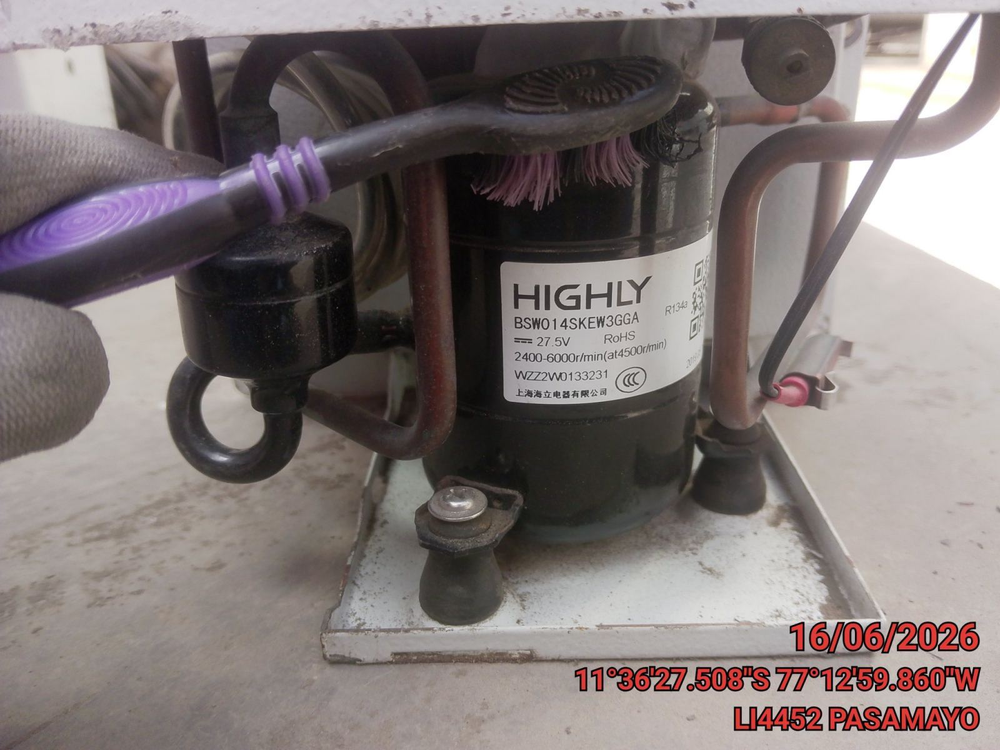 HIGHLY
BSW014SKEW3GGA
R134a
27.5V RoHS
2400-6000r/min(at4500r/min)
WZZ2W0133231
上海海立电器有限公司
16/06/2026
11°36'27.508"S 77°12'59.860"W
LI4452 PASAMAYO